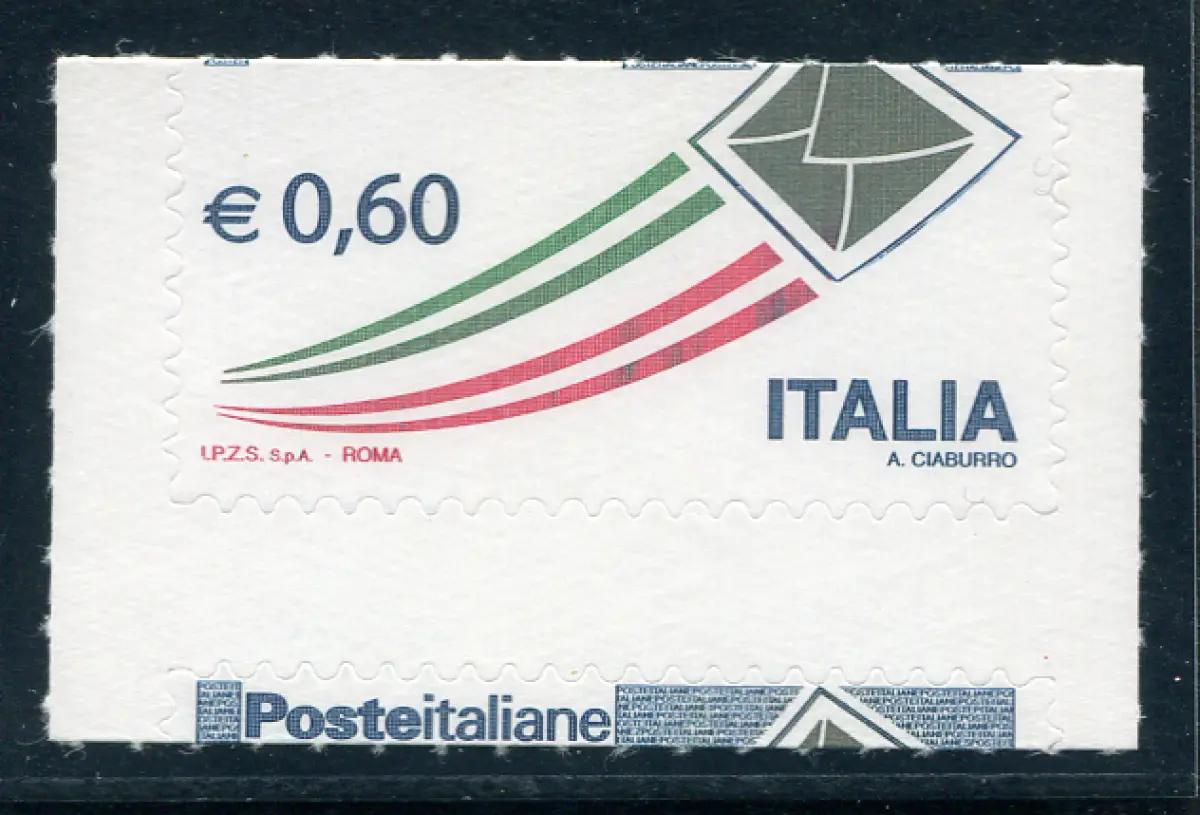 € 0,60
ITALIA
I.P.Z.S. S.p.A. - ROMA
A. CIABURRO
Posteitaliane